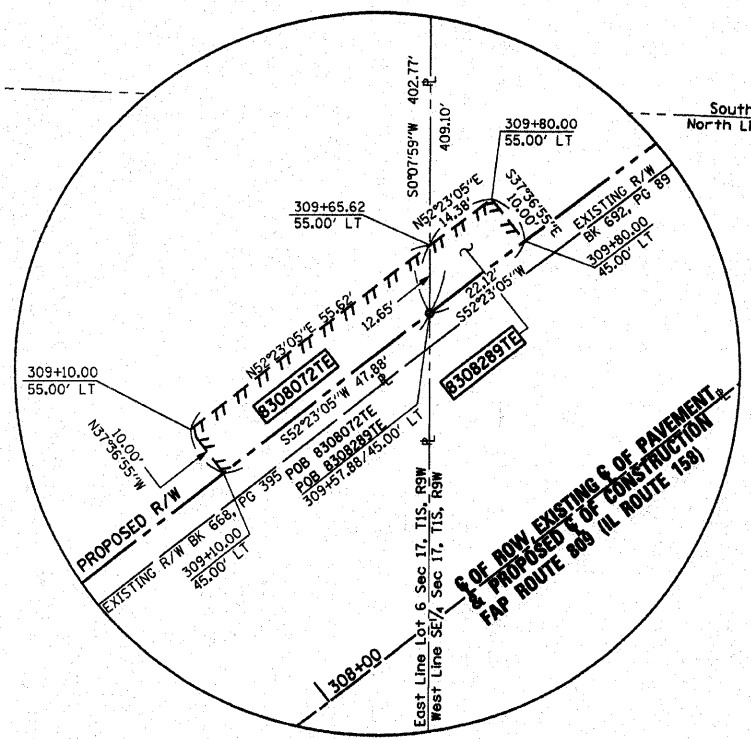 S0°07'59"W 402.77'
409.10'
South
North LI
309+80.00
55.00' LT
N52°23'05"E
14.38'
S37°36'55"E
10.00'
EXISTING R/W
BK 692, PG 89
309+80.00
45.00' LT
309+65.62
55.00' LT
12.65'
22.12'
S52°23'05"W
N52°23'05"E 55.62'
8308072TE
8308289TE
S52°23'05"W 47.88'
309+10.00
55.00' LT
10.00'
N37°36'55"W
POB 8308072TE
POB 8308289TE
309+57.88/45.00' LT
PROPOSED R/W
EXISTING R/W BK 668, PG 395
309+10.00
45.00' LT
East Line Lot 6 Sec 17, T1S, R9W
West Line SE1/4 Sec 17, T1S, R9W
℄ OF ROW, EXISTING ℄ OF PAVEMENT,
& PROPOSED ℄ OF CONSTRUCTION
FAP ROUTE 809 (IL ROUTE 158)
308+00